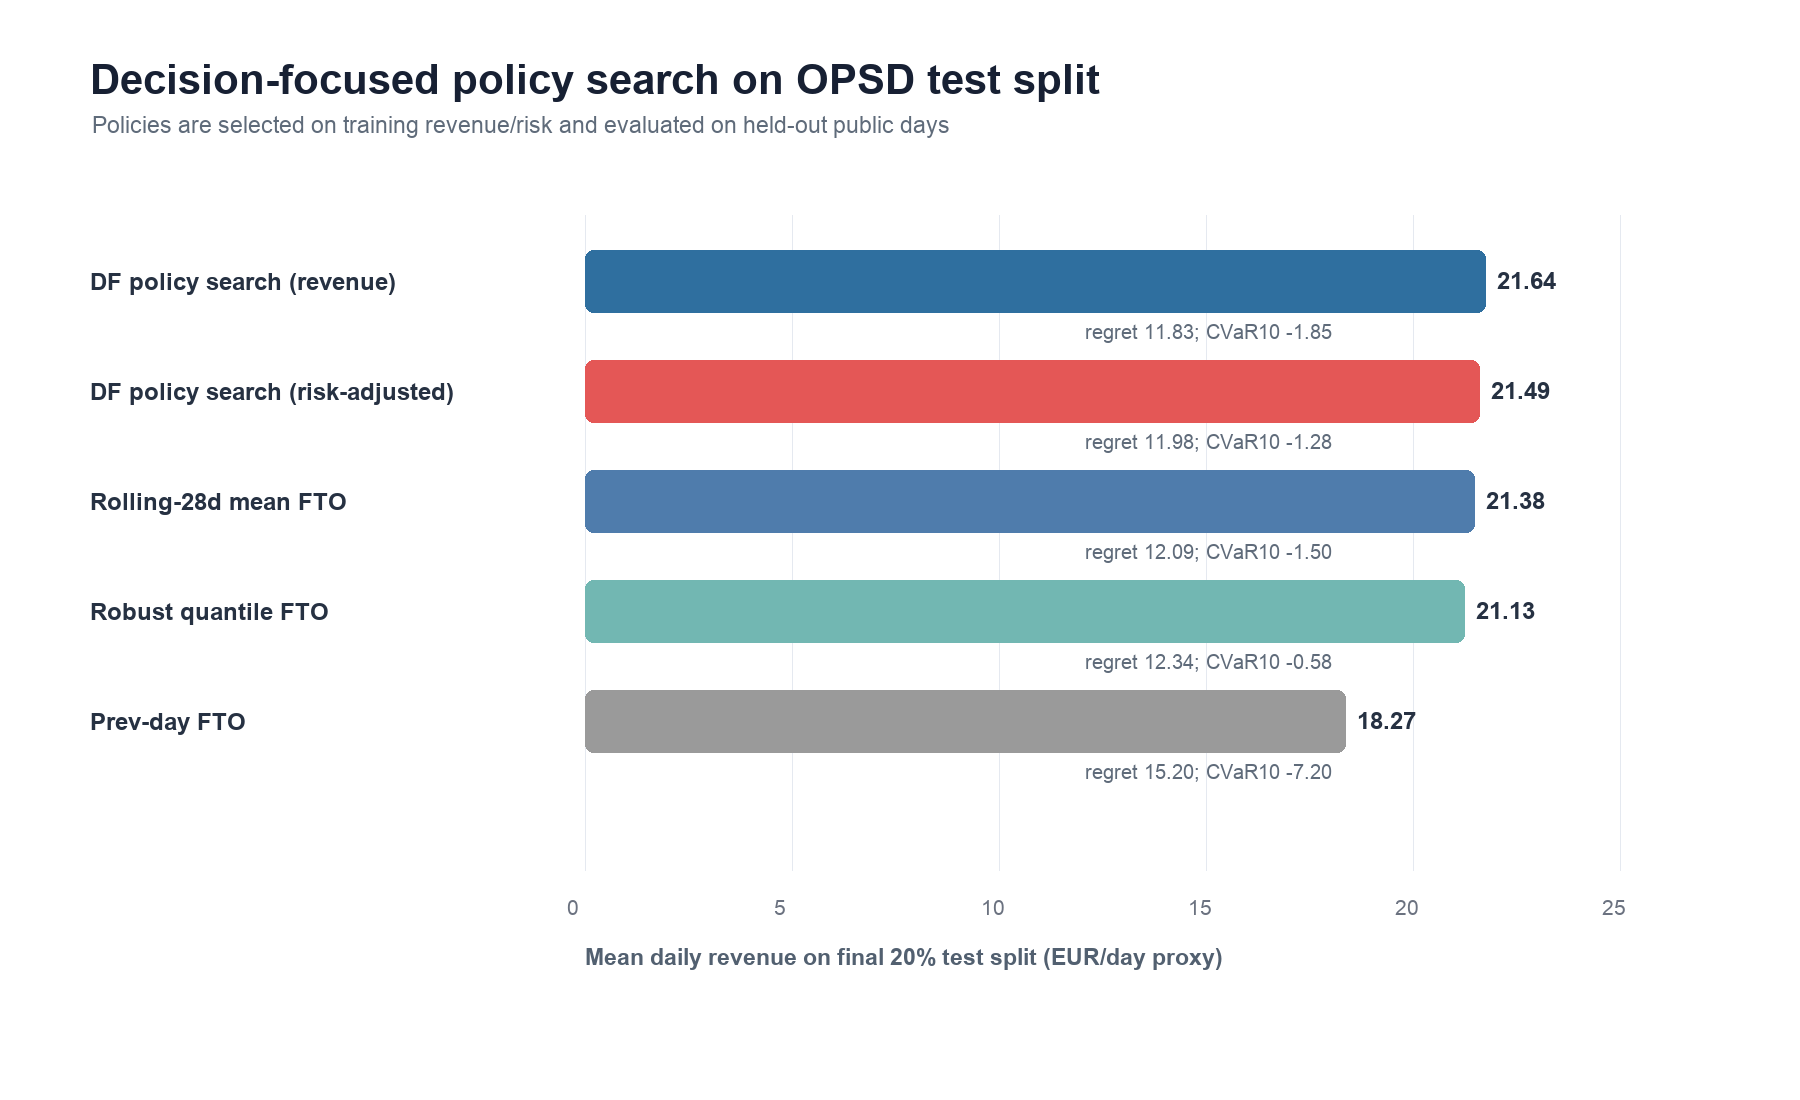 Decision-focused policy search on OPSD test split
Policies are selected on training revenue/risk and evaluated on held-out public days
DF policy search (revenue)
21.64
regret 11.83; CVaR10 -1.85
DF policy search (risk-adjusted)
21.49
regret 11.98; CVaR10 -1.28
Rolling-28d mean FTO
21.38
regret 12.09; CVaR10 -1.50
Robust quantile FTO
21.13
regret 12.34; CVaR10 -0.58
Prev-day FTO
18.27
regret 15.20; CVaR10 -7.20
0 5 10 15 20 25
Mean daily revenue on final 20% test split (EUR/day proxy)